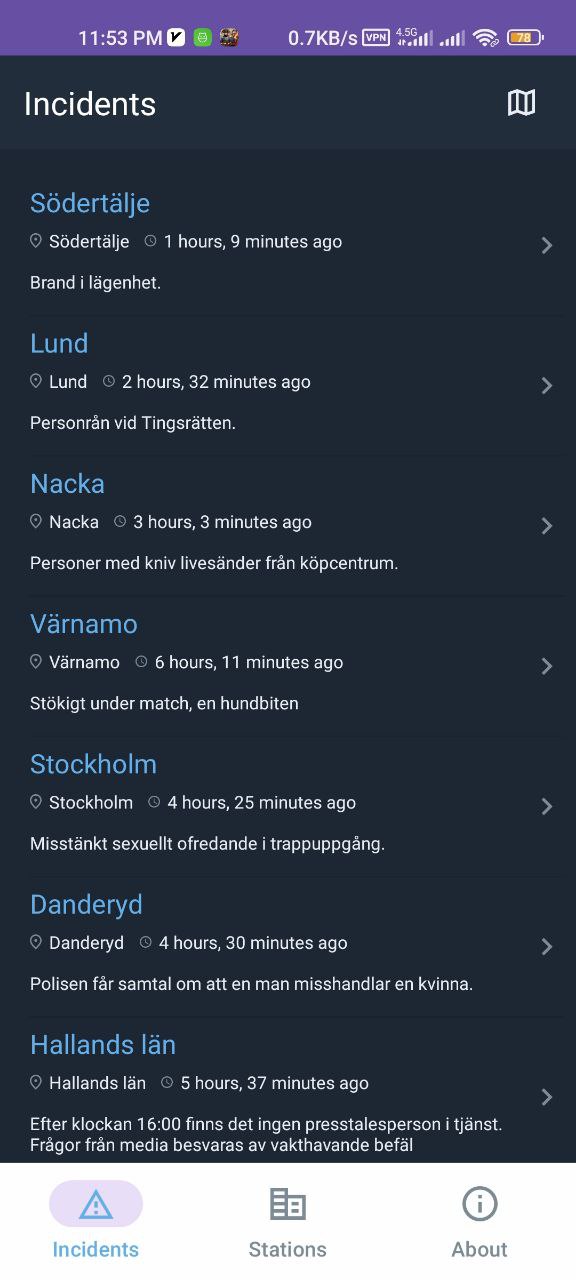 11:53 PM 0.7KB/s VPN 4.5G 78
Incidents
Södertälje
Södertälje 1 hours, 9 minutes ago
Brand i lägenhet.
Lund
Lund 2 hours, 32 minutes ago
Personrån vid Tingsrätten.
Nacka
Nacka 3 hours, 3 minutes ago
Personer med kniv livesänder från köpcentrum.
Värnamo
Värnamo 6 hours, 11 minutes ago
Stökigt under match, en hundbiten
Stockholm
Stockholm 4 hours, 25 minutes ago
Misstänkt sexuellt ofredande i trappuppgång.
Danderyd
Danderyd 4 hours, 30 minutes ago
Polisen får samtal om att en man misshandlar en kvinna.
Hallands län
Hallands län 5 hours, 37 minutes ago
Efter klockan 16:00 finns det ingen presstalesperson i tjänst.
Frågor från media besvaras av vakthavande befäl
Incidents Stations About